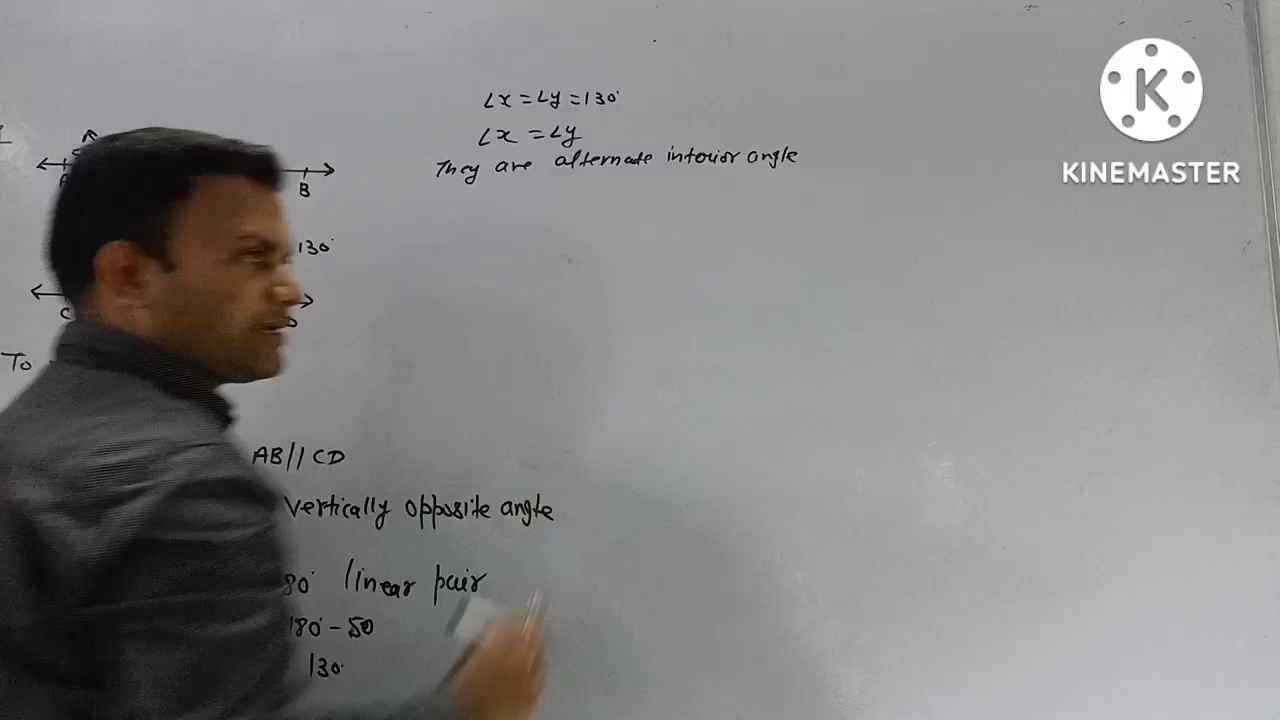 ∠x = ∠y = 130°
∠x = ∠y
They are alternate interior angle
B
130°
C
D
To
AB // CD
Vertically opposite angle
80° linear pair
180° - 50
130°
K
KINEMASTER